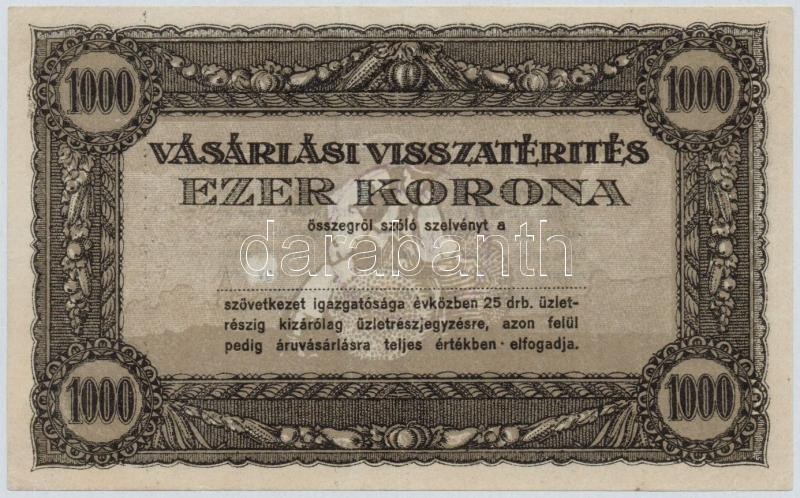 1000 1000
VÁSÁRLÁSI VISSZATÉRITÉS
EZER KORONA
összegről szóló szelvényt a
darabanth
szövetkezet igazgatósága évközben 25 drb. üzlet-
részig kizárólag üzletrészjegyzésre, azon felül
pedig áruvásárlásra teljes értékben elfogadja.
1000 1000